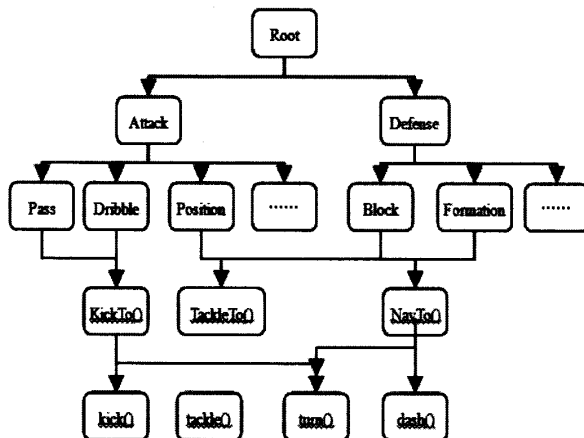 Root
Attack
Defense
Pass
Dribble
Position
......
Block
Formation
......
KickTo()
TackleTo()
NavTo()
kick()
tackle()
turn()
dash()